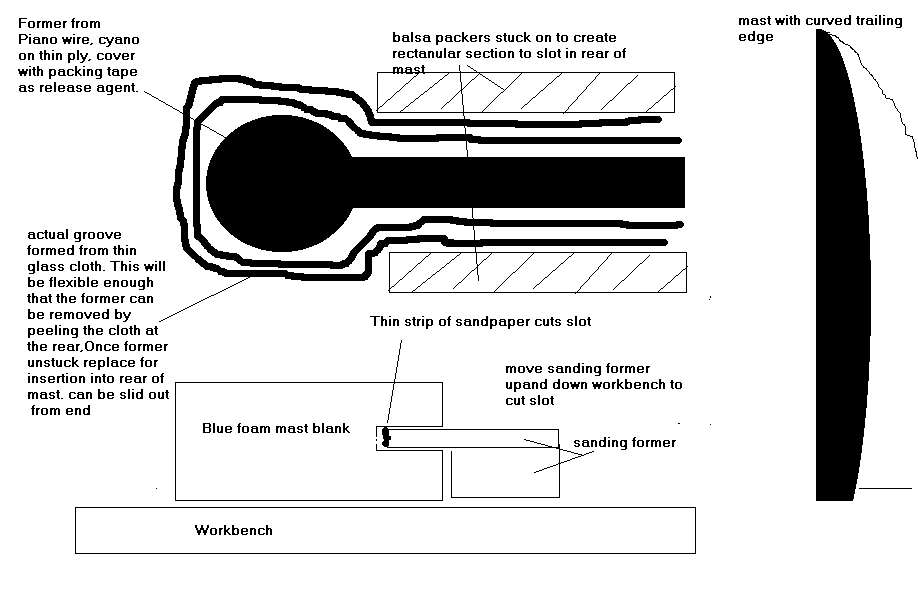 Former from
Piano wire, cyano
on thin ply, cover
with packing tape
as release agent.
balsa packers stuck on to create
rectanular section to slot in rear of
mast
mast with curved trailing
edge
actual groove
formed from thin
glass cloth. This will
be flexible enough
that the former can
be removed by
peeling the cloth at
the rear,Once former
unstuck replace for
insertion into rear of
mast. can be slid out
from end
Thin strip of sandpaper cuts slot
move sanding former
upand down workbench to
cut slot
Blue foam mast blank
sanding former
Workbench